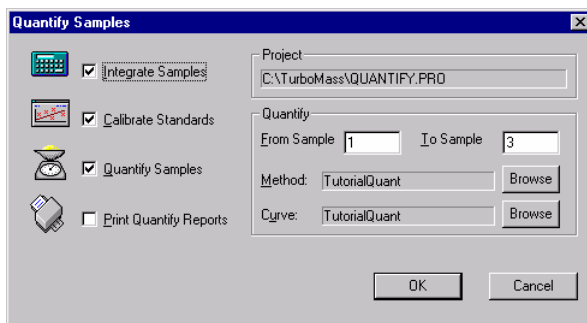 Quantify Samples
Integrate Samples
Calibrate Standards
Quantify Samples
Print Quantify Reports
Project
C:\TurboMass\QUANTIFY.PRO
Quantify
From Sample 1 To Sample 3
Method: TutorialQuant Browse
Curve: TutorialQuant Browse
OK Cancel